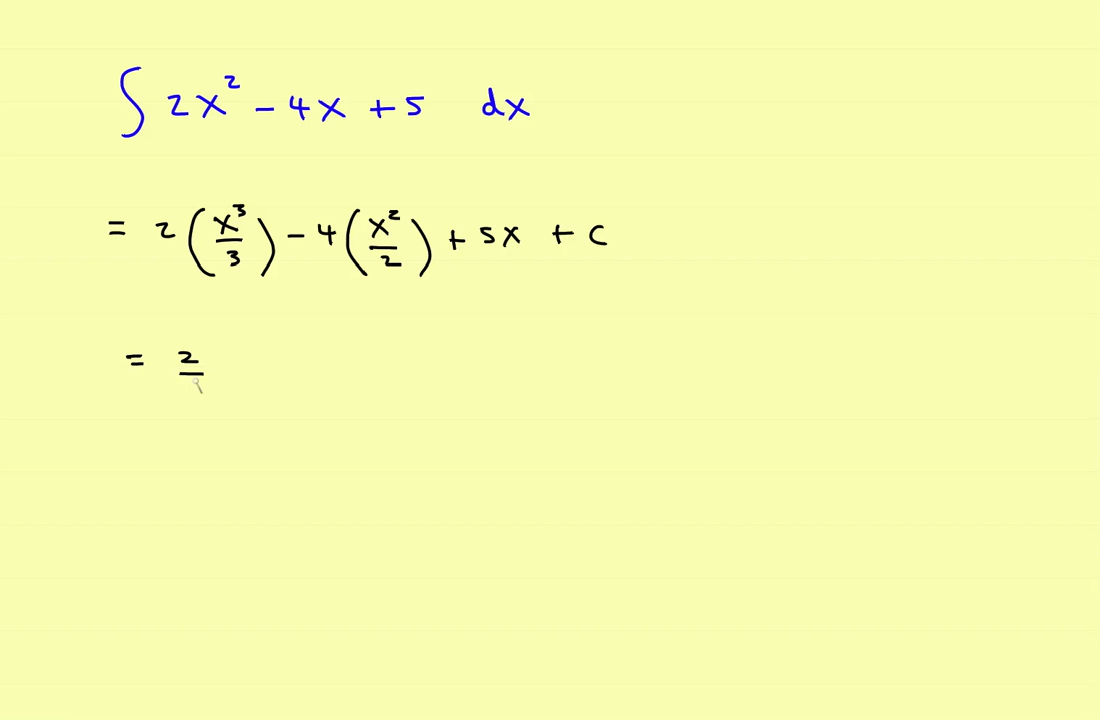 ∫ 2x² - 4x + 5 dx
= 2(x³/3) - 4(x²/2) + 5x + c
= 2/